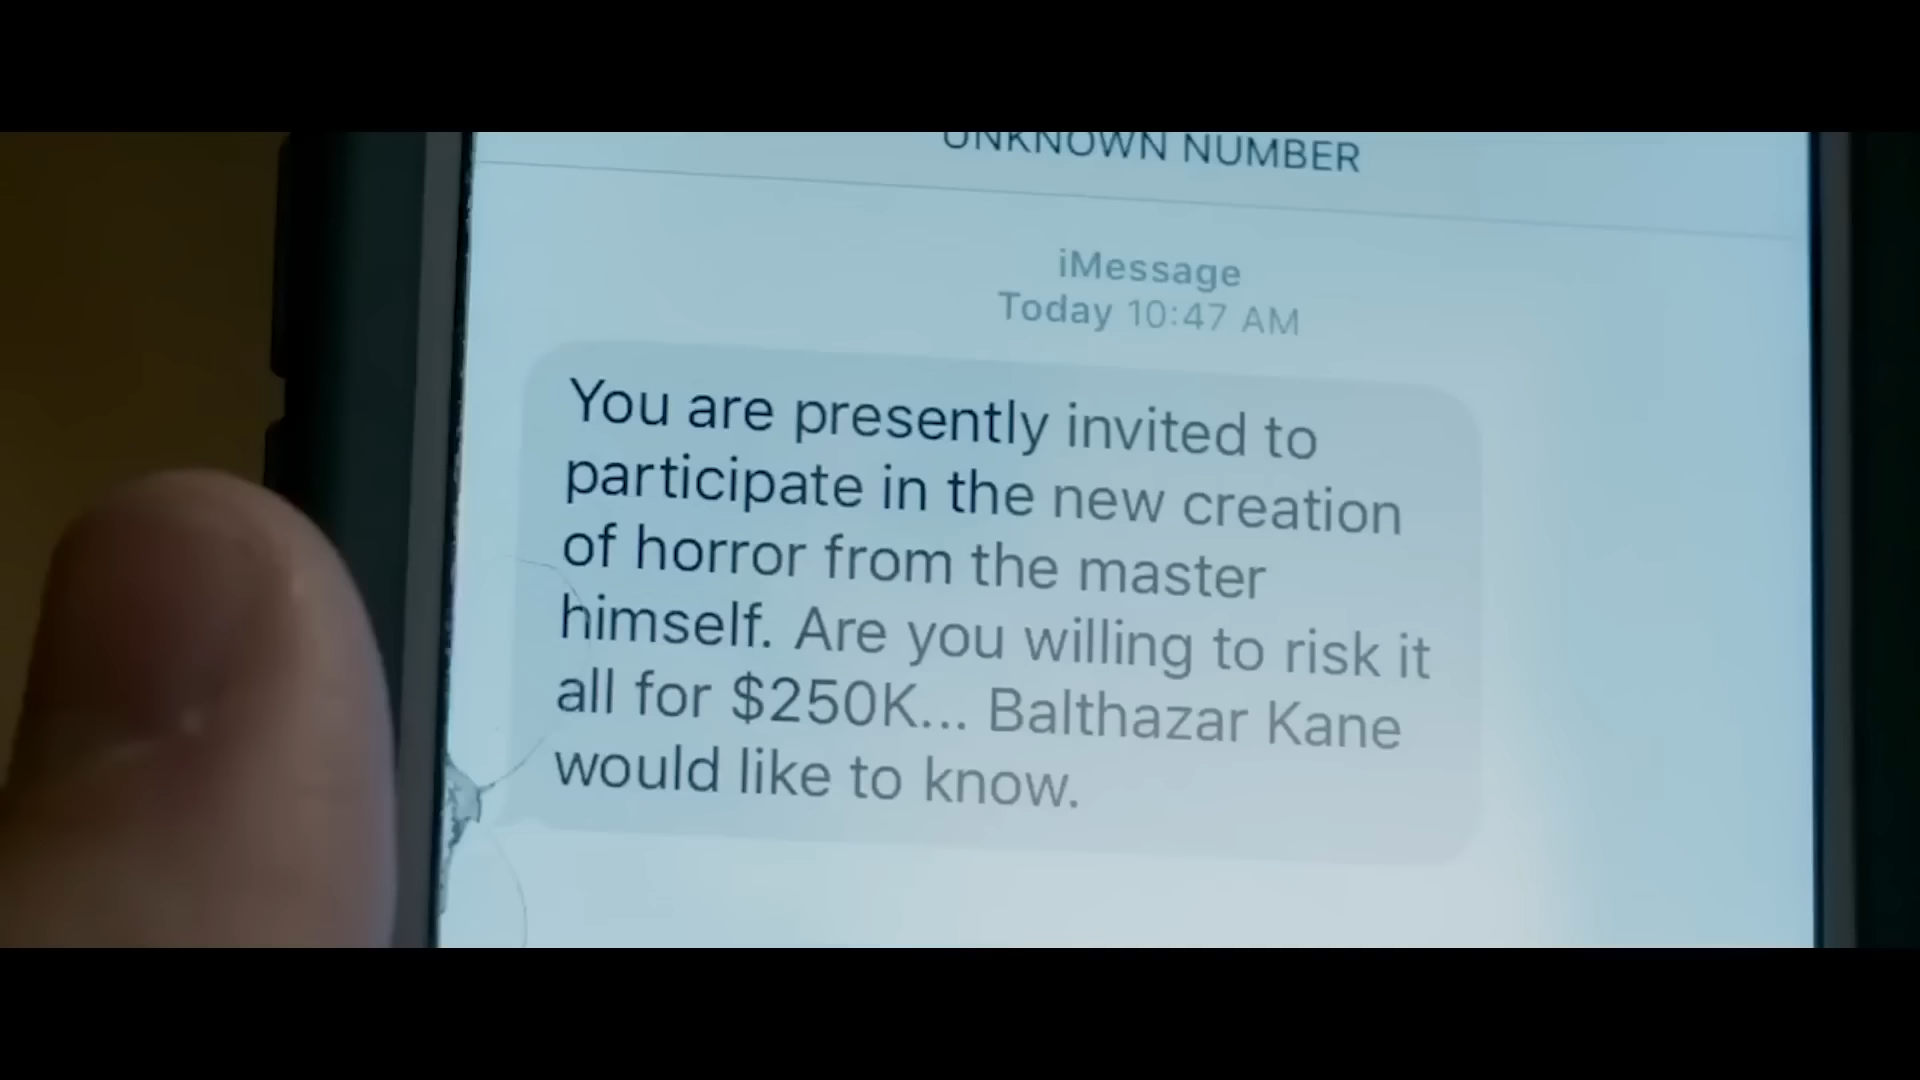 UNKNOWN NUMBER
iMessage
Today 10:47 AM
You are presently invited to
participate in the new creation
of horror from the master
himself. Are you willing to risk it
all for $250K... Balthazar Kane
would like to know.